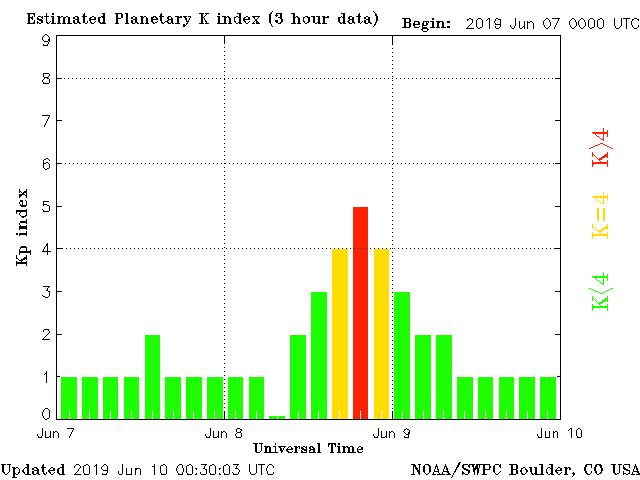 Estimated Planetary K index (3 hour data) Begin: 2019 Jun 07 0000 UTC
9
8
7
6
5
4
3
2
1
0
Kp index
K>4
K=4
K<4
Jun 7 Jun 8 Jun 9 Jun 10
Universal Time
Updated 2019 Jun 10 00:30:03 UTC NOAA/SWPC Boulder, CO USA